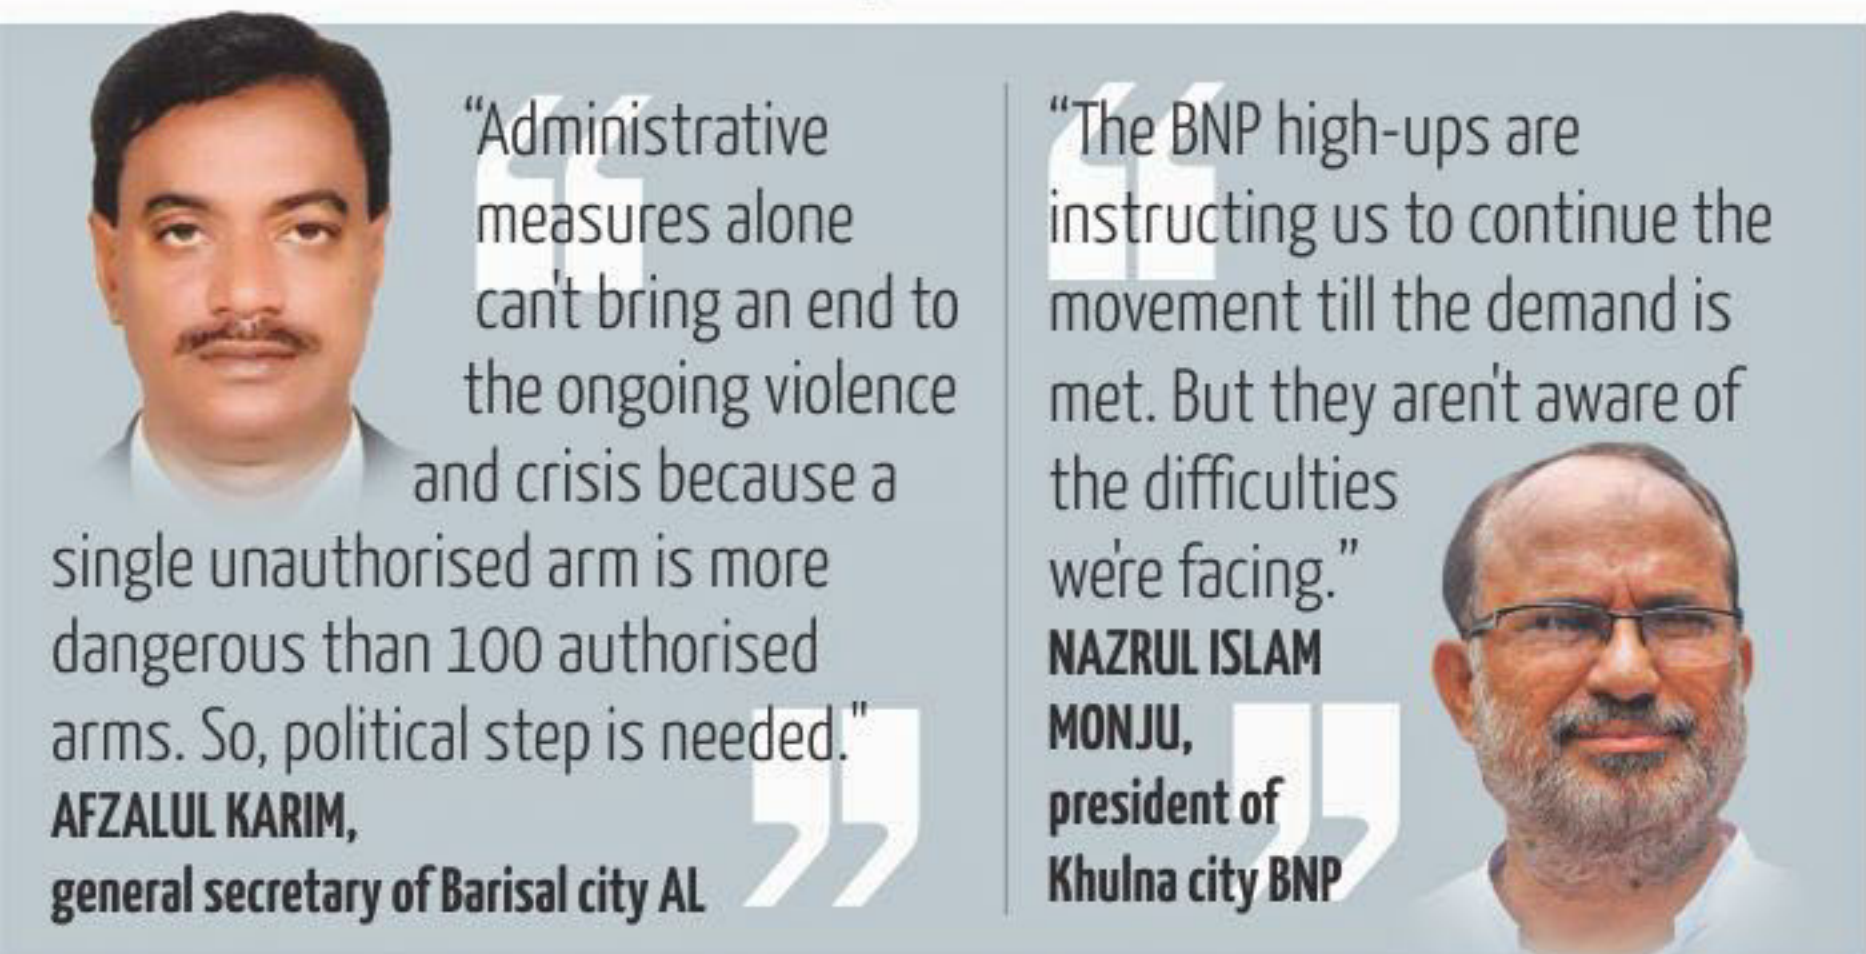 “Administrative
measures alone
can't bring an end to
the ongoing violence
and crisis because a
single unauthorised arm is more
dangerous than 100 authorised
arms. So, political step is needed."
AFZALUL KARIM,
general secretary of Barisal city AL
“The BNP high-ups are
instructing us to continue the
movement till the demand is
met. But they aren't aware of
the difficulties
we're facing.”
NAZRUL ISLAM
MONJU,
president of
Khulna city BNP